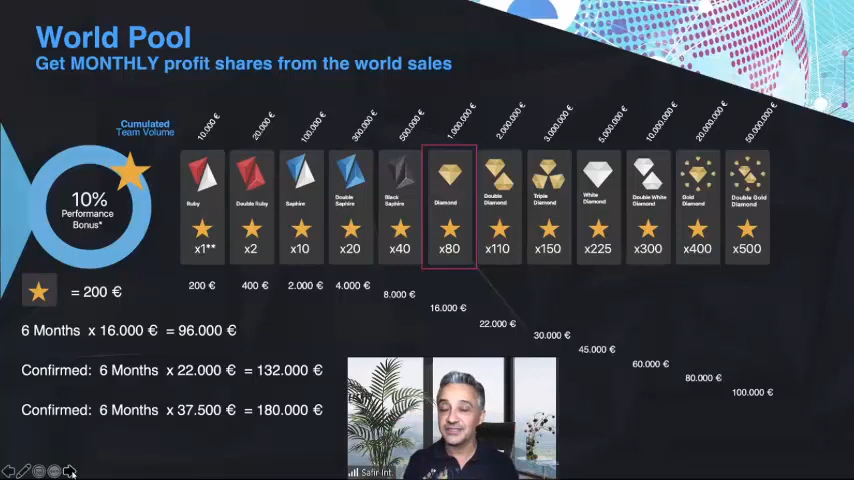 World Pool
Get MONTHLY profit shares from the world sales
Cumulated
Team Volume
10.000 €
20.000 €
100.000 €
300.000 €
500.000 €
1.000.000 €
2.000.000 €
3.000.000 €
5.000.000 €
10.000.000 €
20.000.000 €
50.000.000 €
10%
Performance
Bonus*
Ruby
x1**
Double Ruby
x2
Saphire
x10
Double
Saphire
x20
Black
Saphire
x40
Diamond
x80
Double
Diamond
x110
Triple
Diamond
x150
White
Diamond
x225
Double White
Diamond
x300
Gold
Diamond
x400
Double Gold
Diamond
x500
= 200 €
200 €
400 €
2.000 €
4.000 €
8.000 €
16.000 €
22.000 €
30.000 €
45.000 €
60.000 €
80.000 €
100.000 €
6 Months x 16.000 € = 96.000 €
Confirmed: 6 Months x 22.000 € = 132.000 €
Confirmed: 6 Months x 37.500 € = 180.000 €
Safir Int